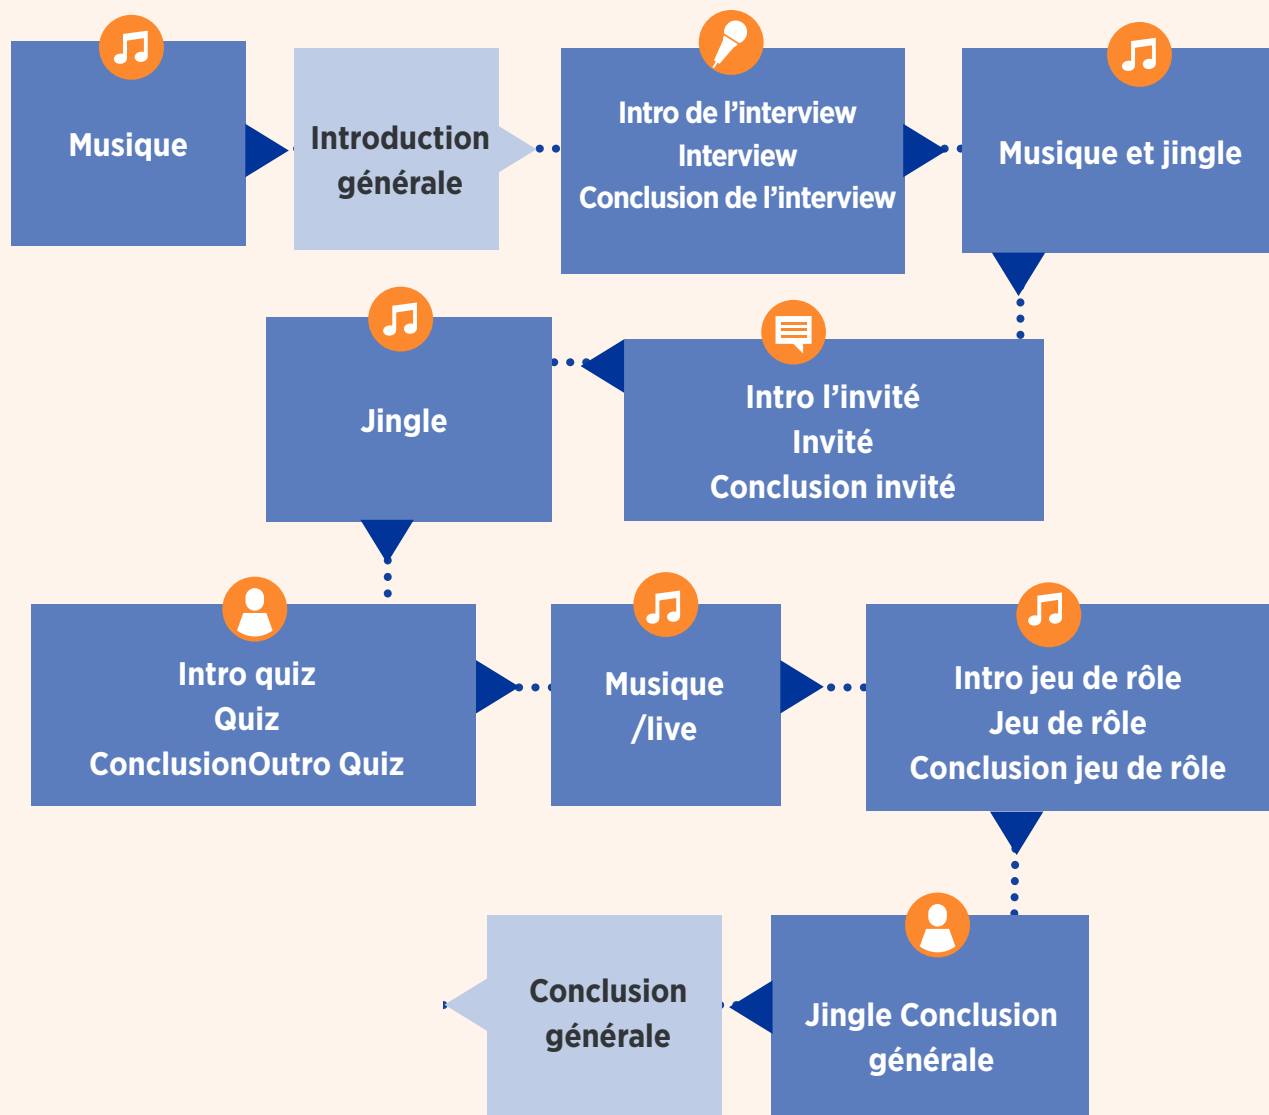 Musique
Introduction
générale
Intro de l’interview
Interview
Conclusion de l’interview
Musique et jingle
Intro l’invité
Invité
Conclusion invité
Jingle
Intro quiz
Quiz
ConclusionOutro Quiz
Musique
/live
Intro jeu de rôle
Jeu de rôle
Conclusion jeu de rôle
Jingle Conclusion
générale
Conclusion
générale